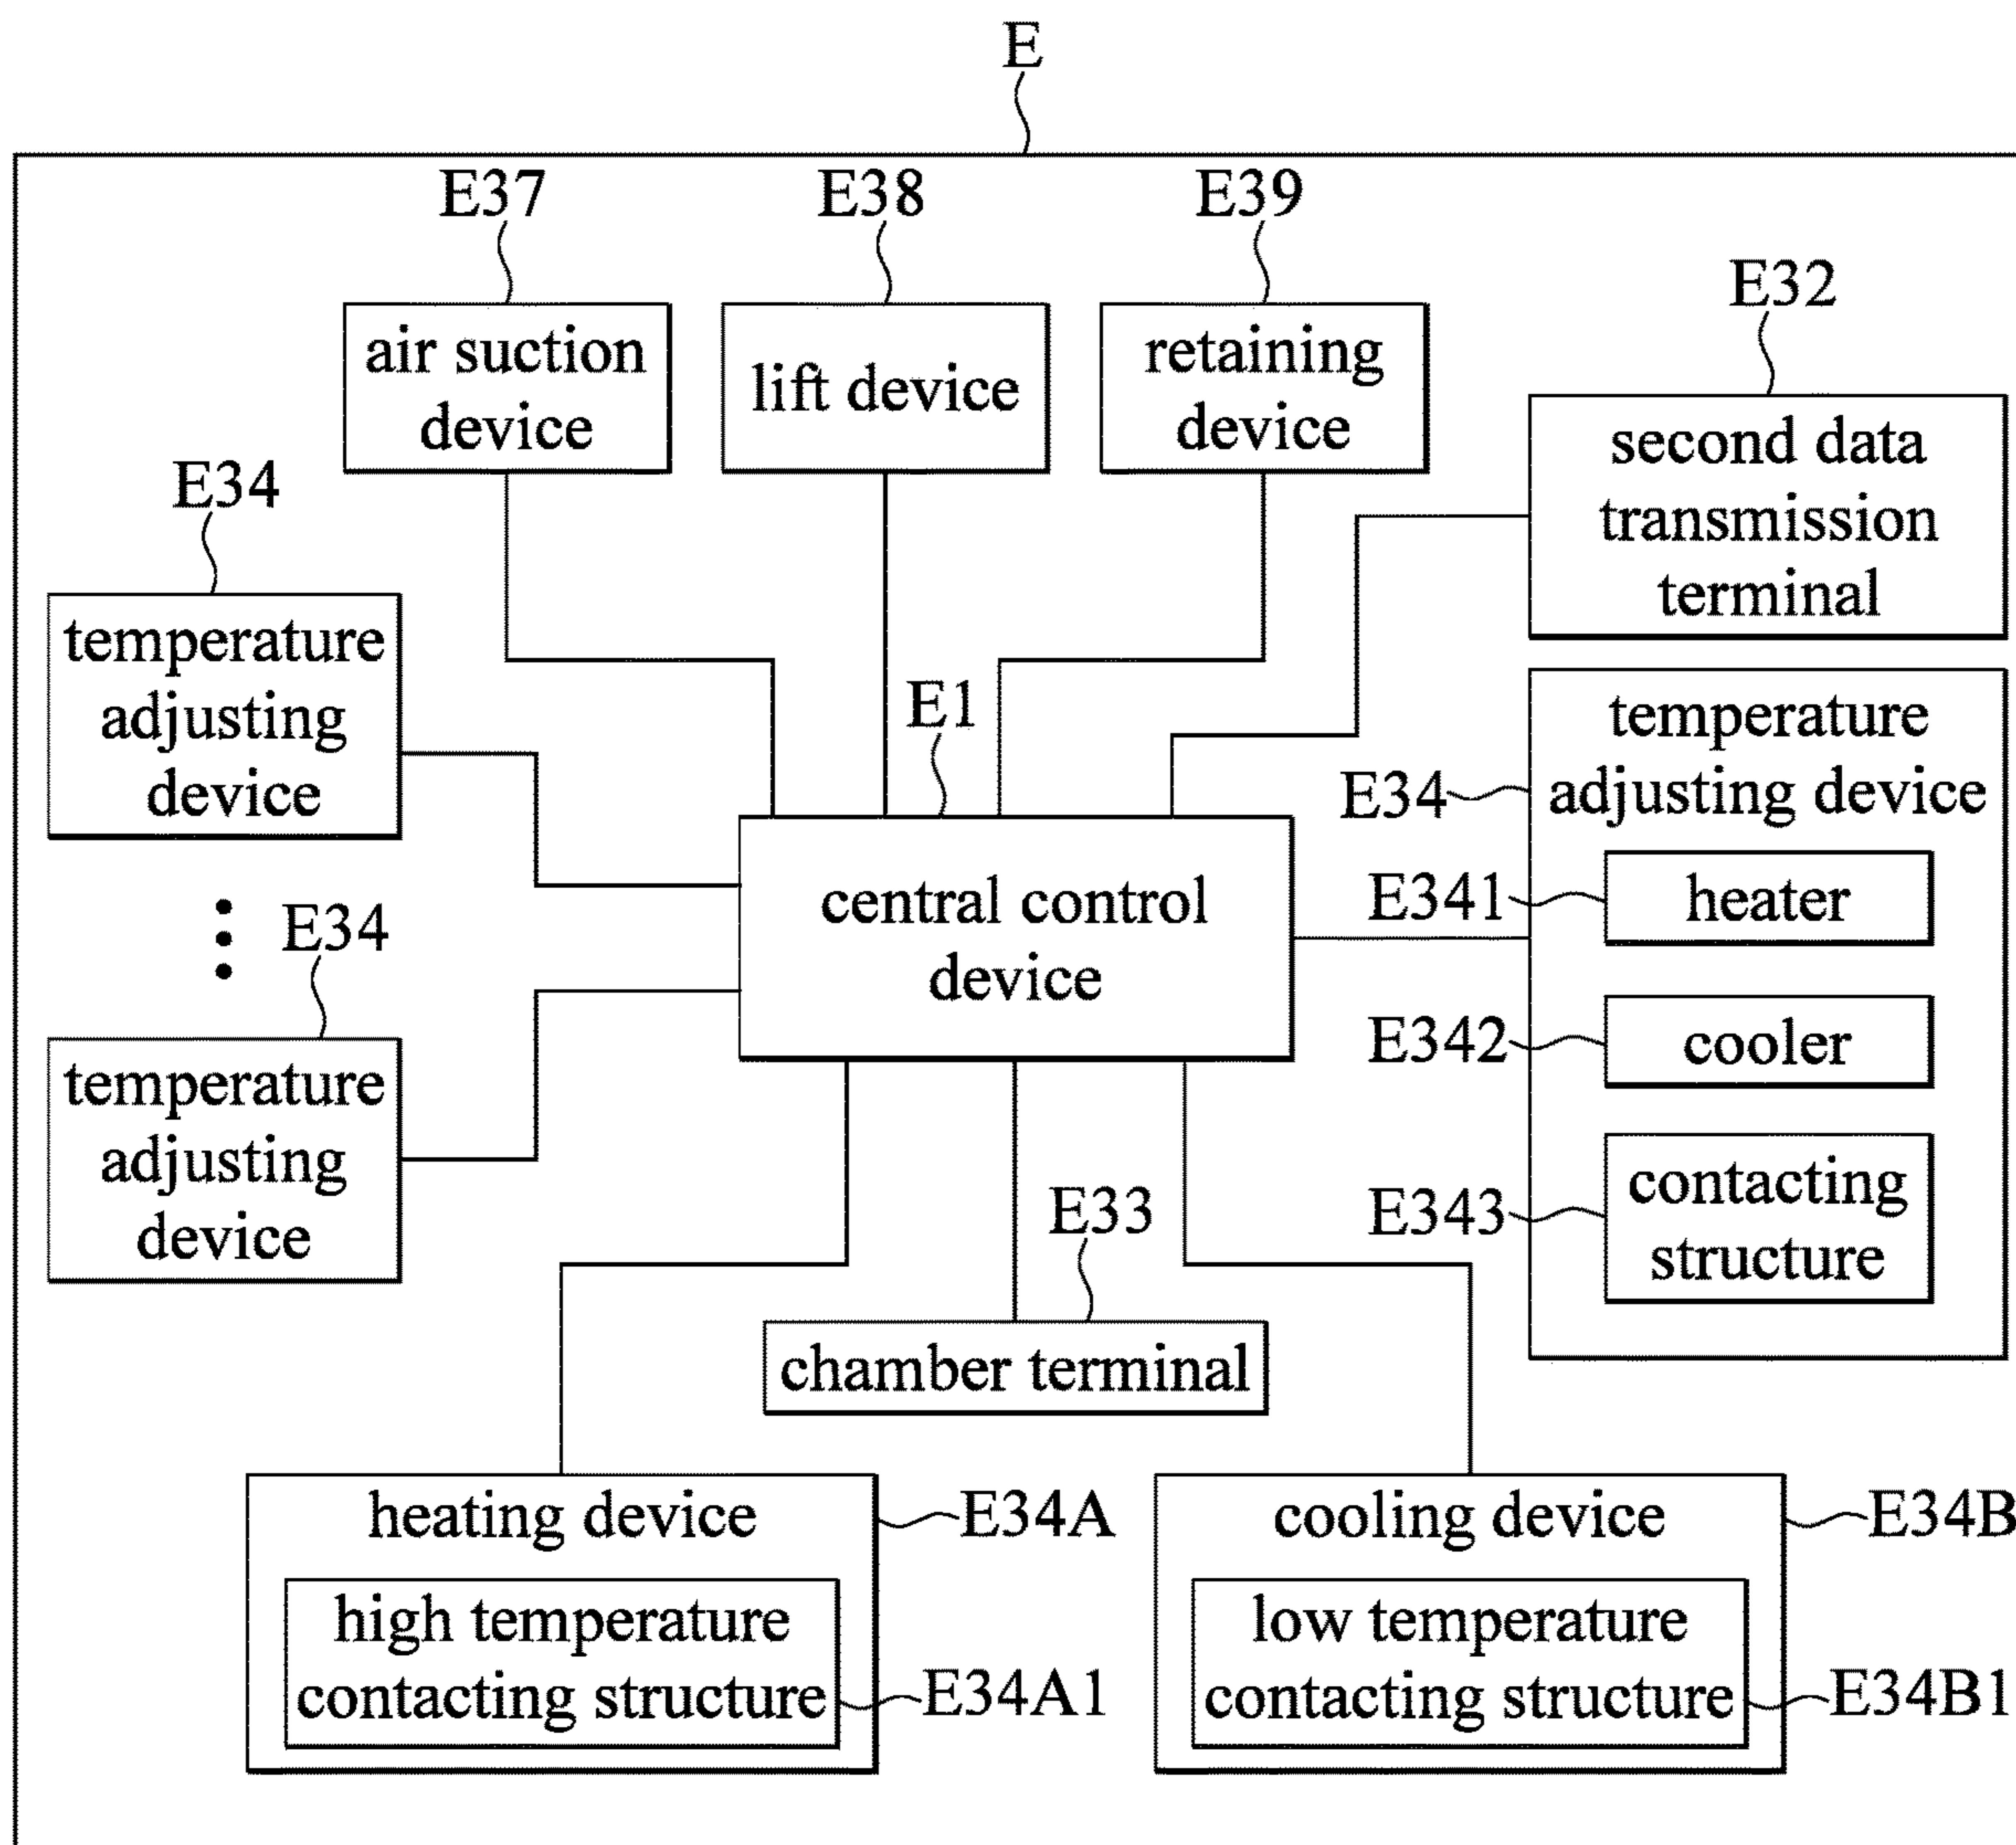 E
E37
E38
E39
E32
air suction
device
lift device
retaining
device
second data
transmission
terminal
E34
temperature
adjusting
device
E1
E34
temperature
adjusting device
E341
heater
E342
cooler
E343
contacting
structure
central control
device
E34
temperature
adjusting
device
E33
chamber terminal
heating device
E34A
high temperature
contacting structure
E34A1
cooling device
E34B
low temperature
contacting structure
E34B1